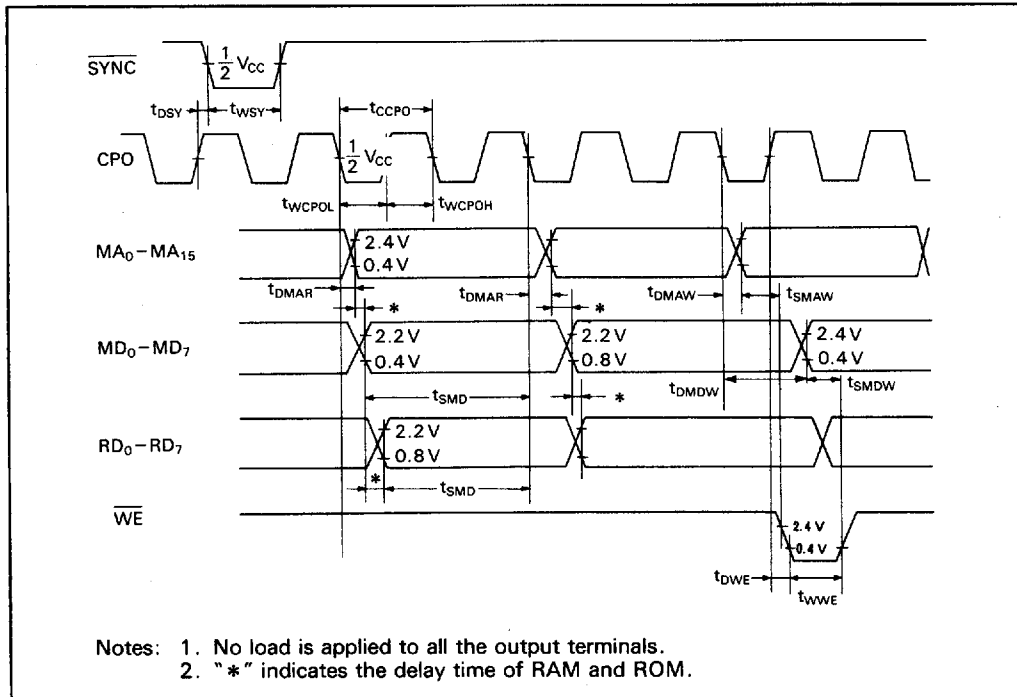 SYNC
1/2 VCC
tDSY
tWSY
tCCPO
CPO
1/2 VCC
tWCPOL
tWCPOH
MA0–MA15
2.4 V
0.4 V
tDMAR
*
tDMAR
*
tDMAW
tSMAW
MD0–MD7
2.2 V
0.4 V
2.2 V
0.8 V
2.4 V
0.4 V
tSMD
*
tDMDW
tSMDW
RD0–RD7
2.2 V
0.8 V
*
tSMD
WE
2.4 V
0.4 V
tDWE
tWWE
Notes: 1. No load is applied to all the output terminals.
2. "*" indicates the delay time of RAM and ROM.